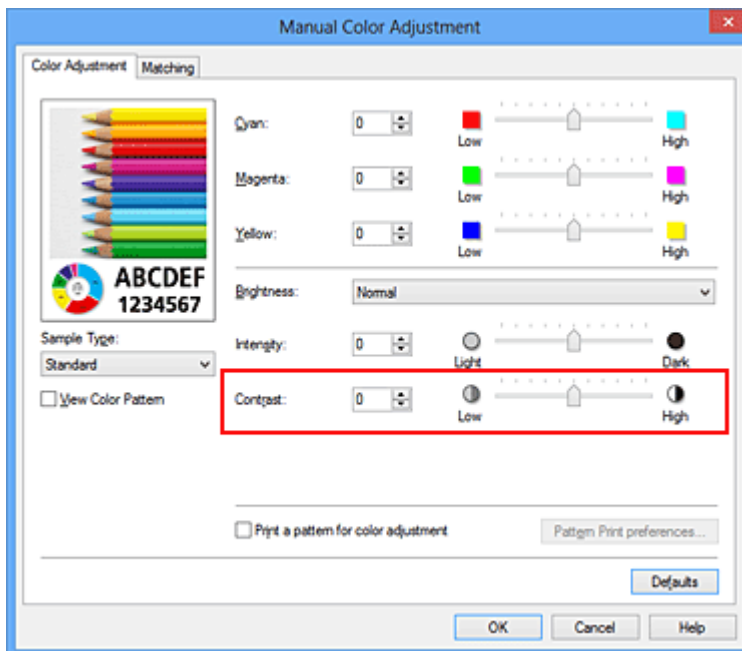 Manual Color Adjustment
Color Adjustment
Matching
Cyan: 0
Low High
Magenta: 0
Low High
Yellow: 0
Low High
ABCDEF
1234567
Brightness: Normal
Sample Type:
Standard
Intensity: 0
Light Dark
View Color Pattern
Contrast: 0
Low High
Print a pattern for color adjustment
Pattern Print preferences...
Defaults
OK Cancel Help